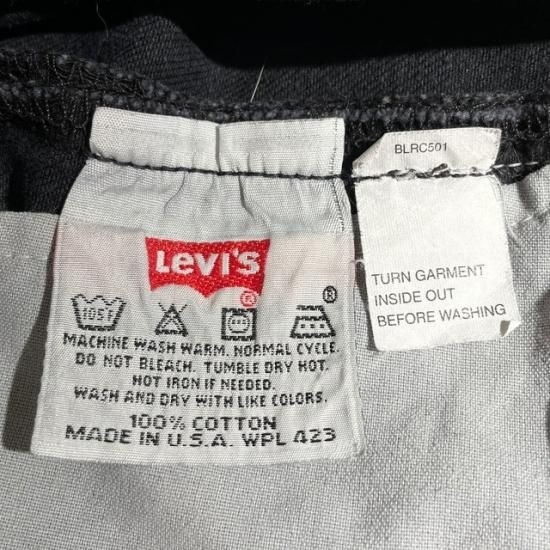 BLRC501
LEVI'S
®
®
105°F
MACHINE WASH WARM. NORMAL CYCLE.
DO NOT BLEACH. TUMBLE DRY HOT.
HOT IRON IF NEEDED.
WASH AND DRY WITH LIKE COLORS.
100% COTTON
MADE IN U.S.A. WPL 423
TURN GARMENT
INSIDE OUT
BEFORE WASHING